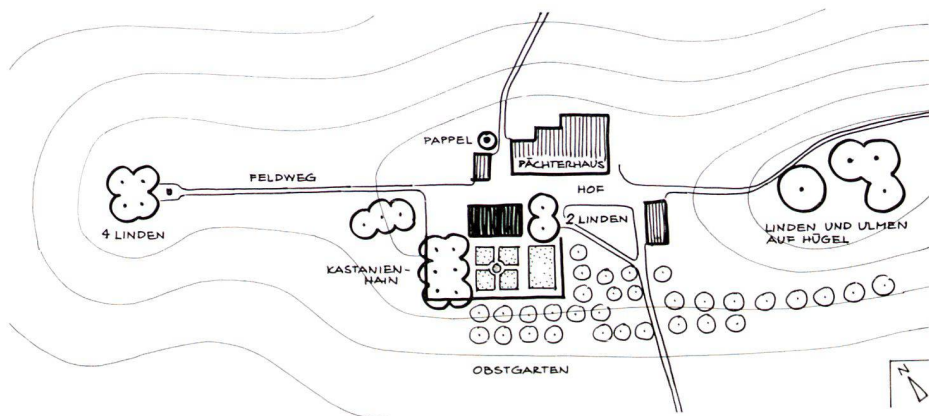 PAPPEL
PÄCHTERHAUS
FELDWEG
HOF
4 LINDEN
2 LINDEN
LINDEN UND ULMEN
AUF HÜGEL
KASTANIEN-
HAIN
OBSTGARTEN
N